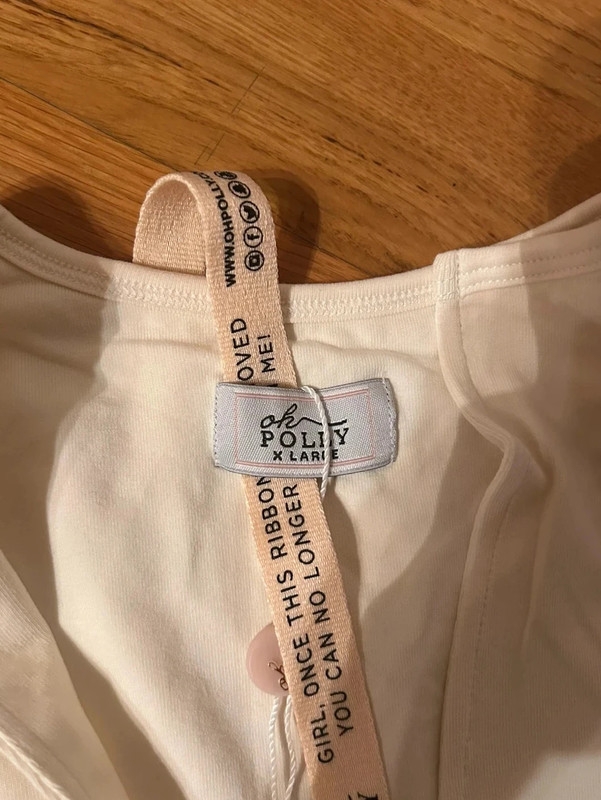 WWW.OHPOLLY.C
oh
POLLY
X LARGE
GIRL, ONCE THIS RIBBON OVED
YOU CAN NO LONGER ME!